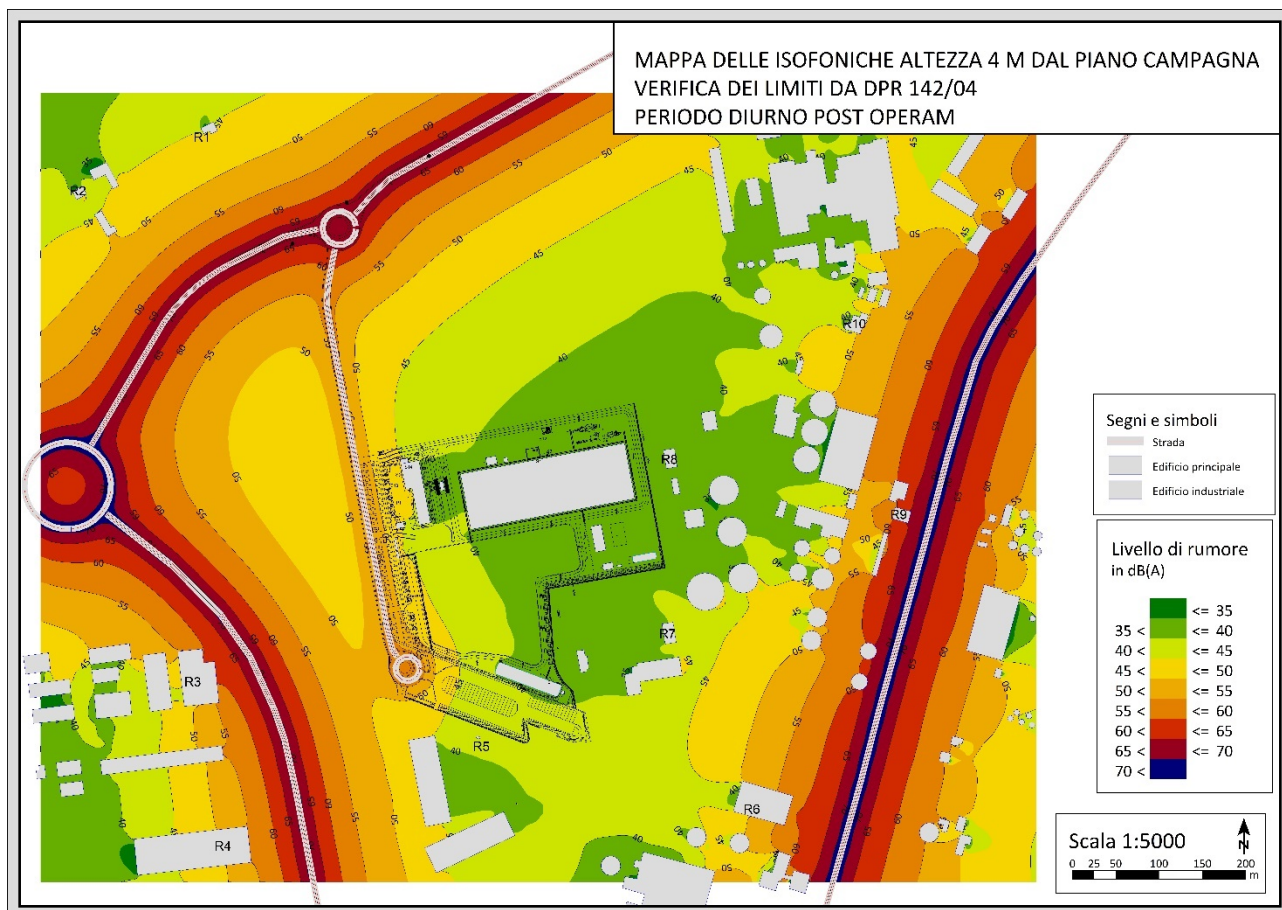 MAPPA DELLE ISOFONICHE ALTEZZA 4 M DAL PIANO CAMPAGNA
VERIFICA DEI LIMITI DA DPR 142/04
PERIODO DIURNO POST OPERAM
R1
R2
R3
R4
R5
R6
R7
R8
R9
R10
Segni e simboli
Strada
Edificio principale
Edificio industriale
Livello di rumore
in dB(A)
<= 35
35 < <= 40
40 < <= 45
45 < <= 50
50 < <= 55
55 < <= 60
60 < <= 65
65 < <= 70
70 <
Scala 1:5000
N
0 25 50 100 150 200
m